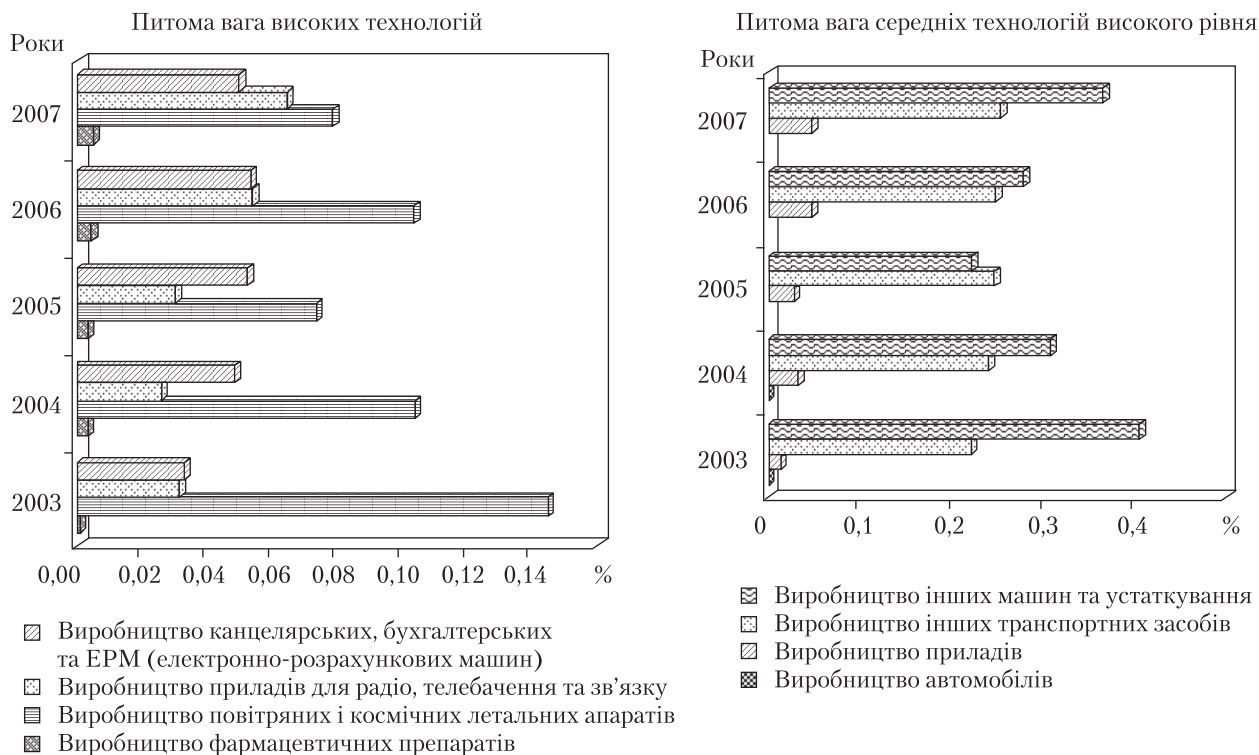 Питома вага високих технологій
Роки
2007
2006
2005
2004
2003
0,00 0,02 0,04 0,06 0,08 0,10 0,12 0,14 %
Виробництво канцелярських, бухгалтерських
та ЕРМ (електронно-розрахункових машин)
Виробництво приладів для радіо, телебачення та зв’язку
Виробництво повітряних і космічних летальних апаратів
Виробництво фармацевтичних препаратів
Питома вага середніх технологій високого рівня
Роки
2007
2006
2005
2004
2003
0 0,1 0,2 0,3 0,4 %
Виробництво інших машин та устаткування
Виробництво інших транспортних засобів
Виробництво приладів
Виробництво автомобілів